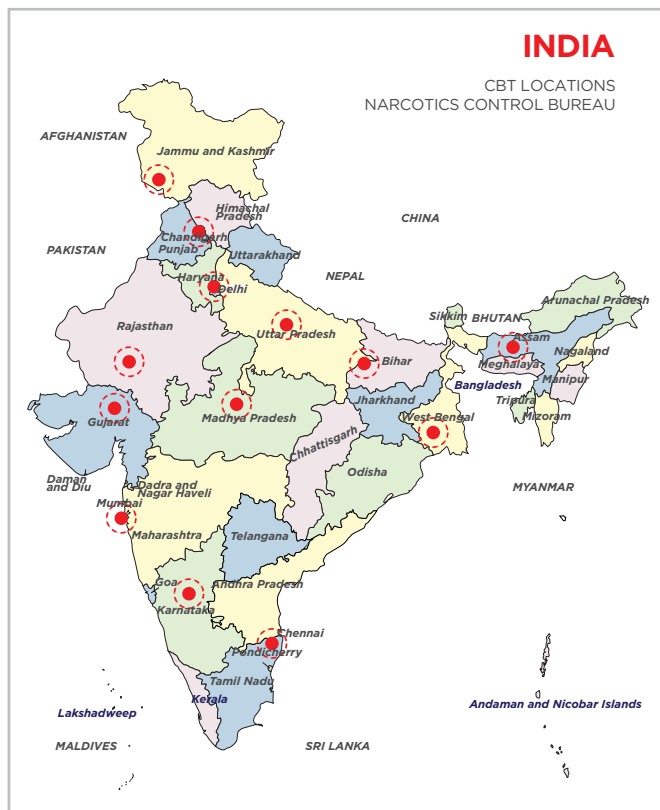 INDIA
CBT LOCATIONS
NARCOTICS CONTROL BUREAU
AFGHANISTAN
Jammu and Kashmir
Himachal
Pradesh
CHINA
Chandigarh
Punjab
PAKISTAN
Uttarakhand
NEPAL
Haryana
Delhi
Arunachal Pradesh
Sikkim
BHUTAN
Rajasthan
Uttar Pradesh
Assam
Nagaland
Bihar
Meghalaya
Manipur
Bangladesh
Jharkhand
Tripura
Mizoram
Gujarat
Madhya Pradesh
West Bengal
Chhattisgarh
Odisha
Daman
and Diu
Dadra and
Nagar Haveli
MYANMAR
Mumbai
Maharashtra
Telangana
Goa
Karnataka
Andhra Pradesh
Chennai
Pondicherry
Tamil Nadu
Kerala
Lakshadweep
Andaman and Nicobar Islands
MALDIVES
SRI LANKA